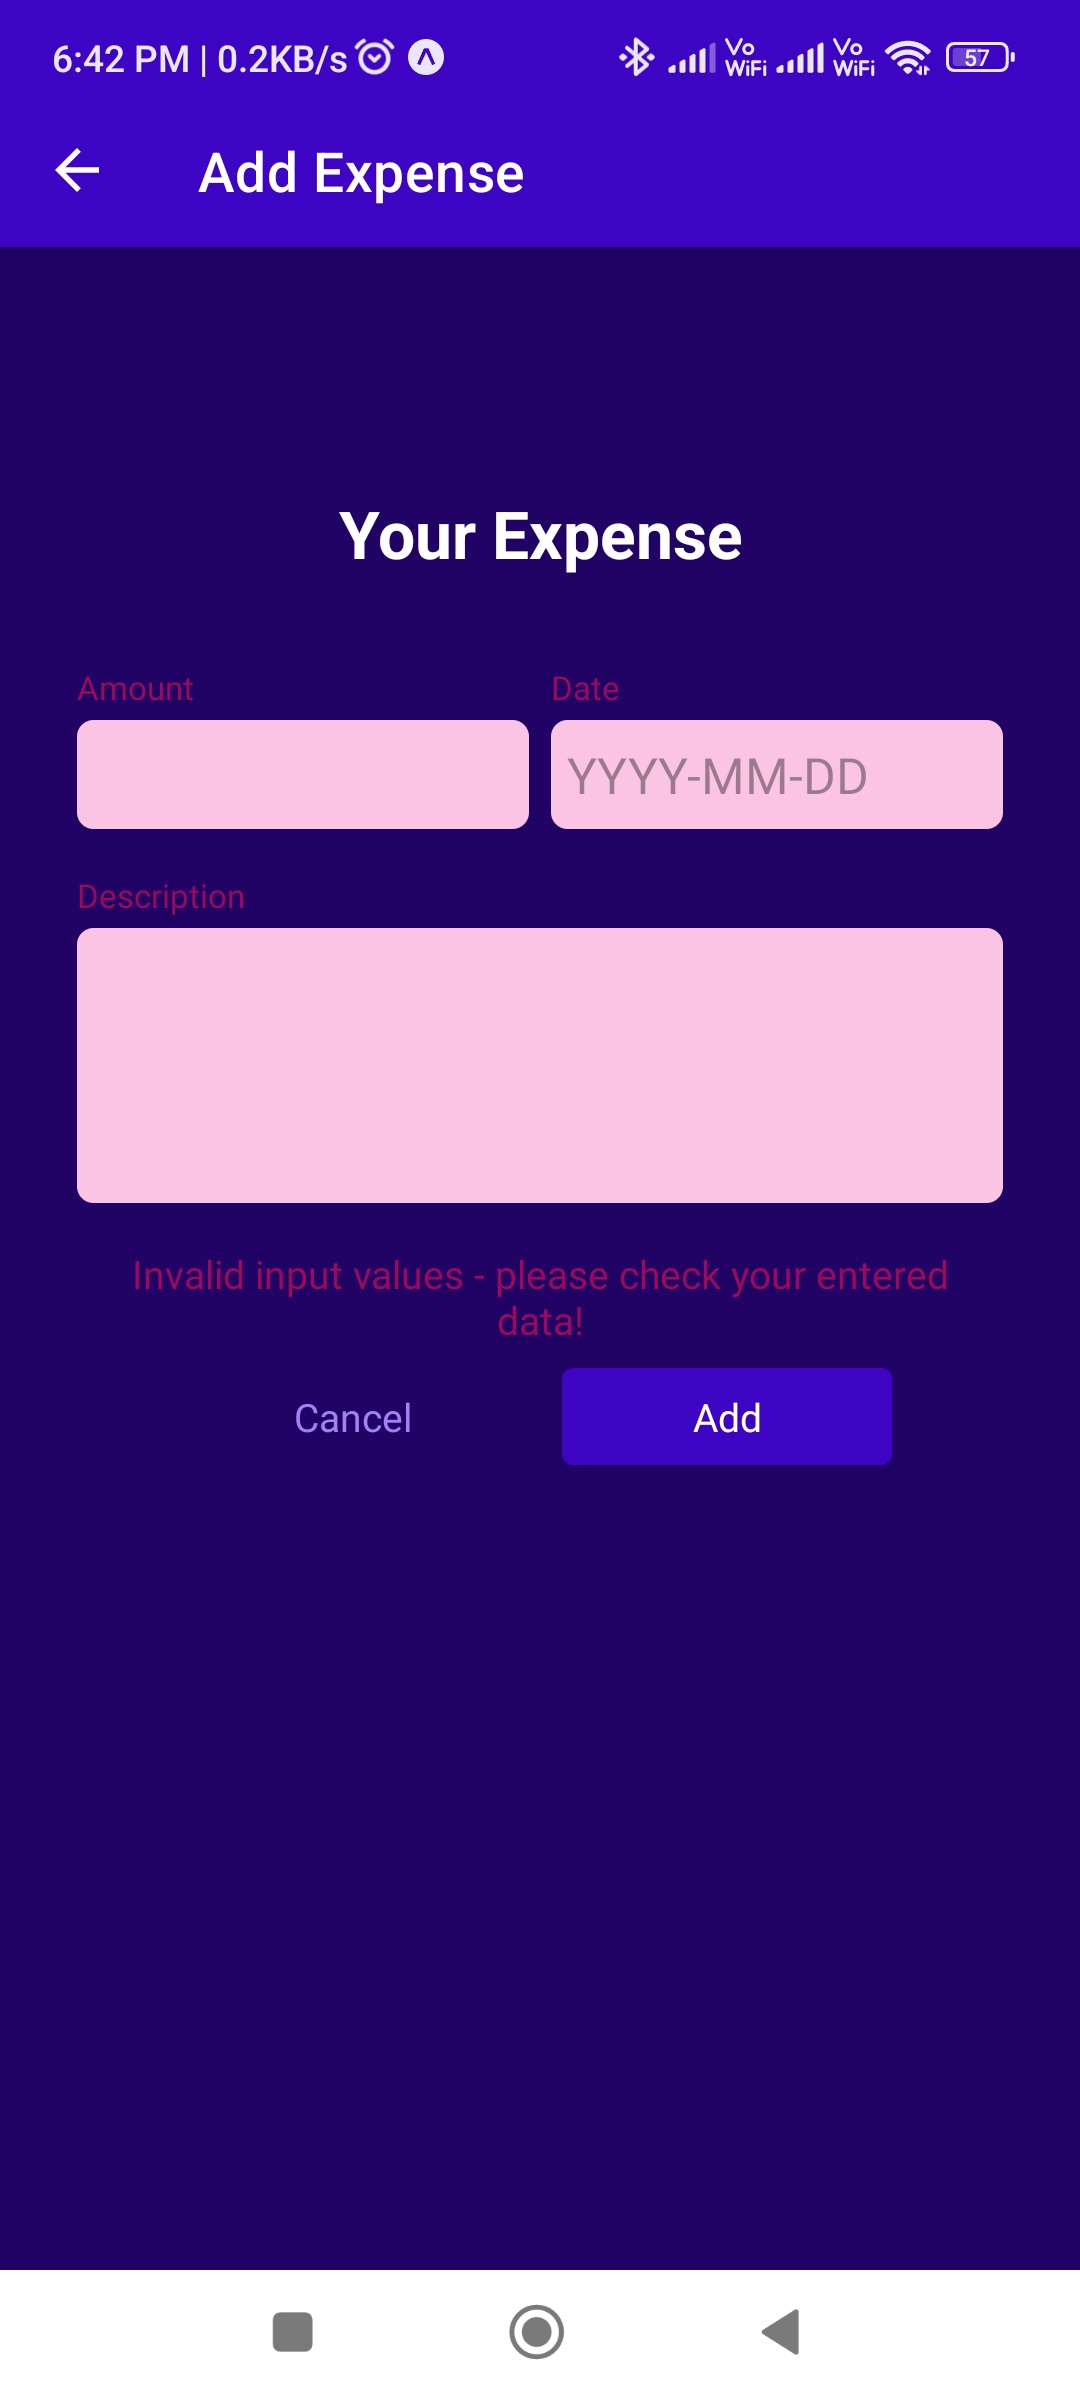 6:42 PM | 0.2KB/s Vo WiFi Vo WiFi 57
Add Expense
Your Expense
Amount Date
YYYY-MM-DD
Description
Invalid input values - please check your entered
data!
Cancel Add